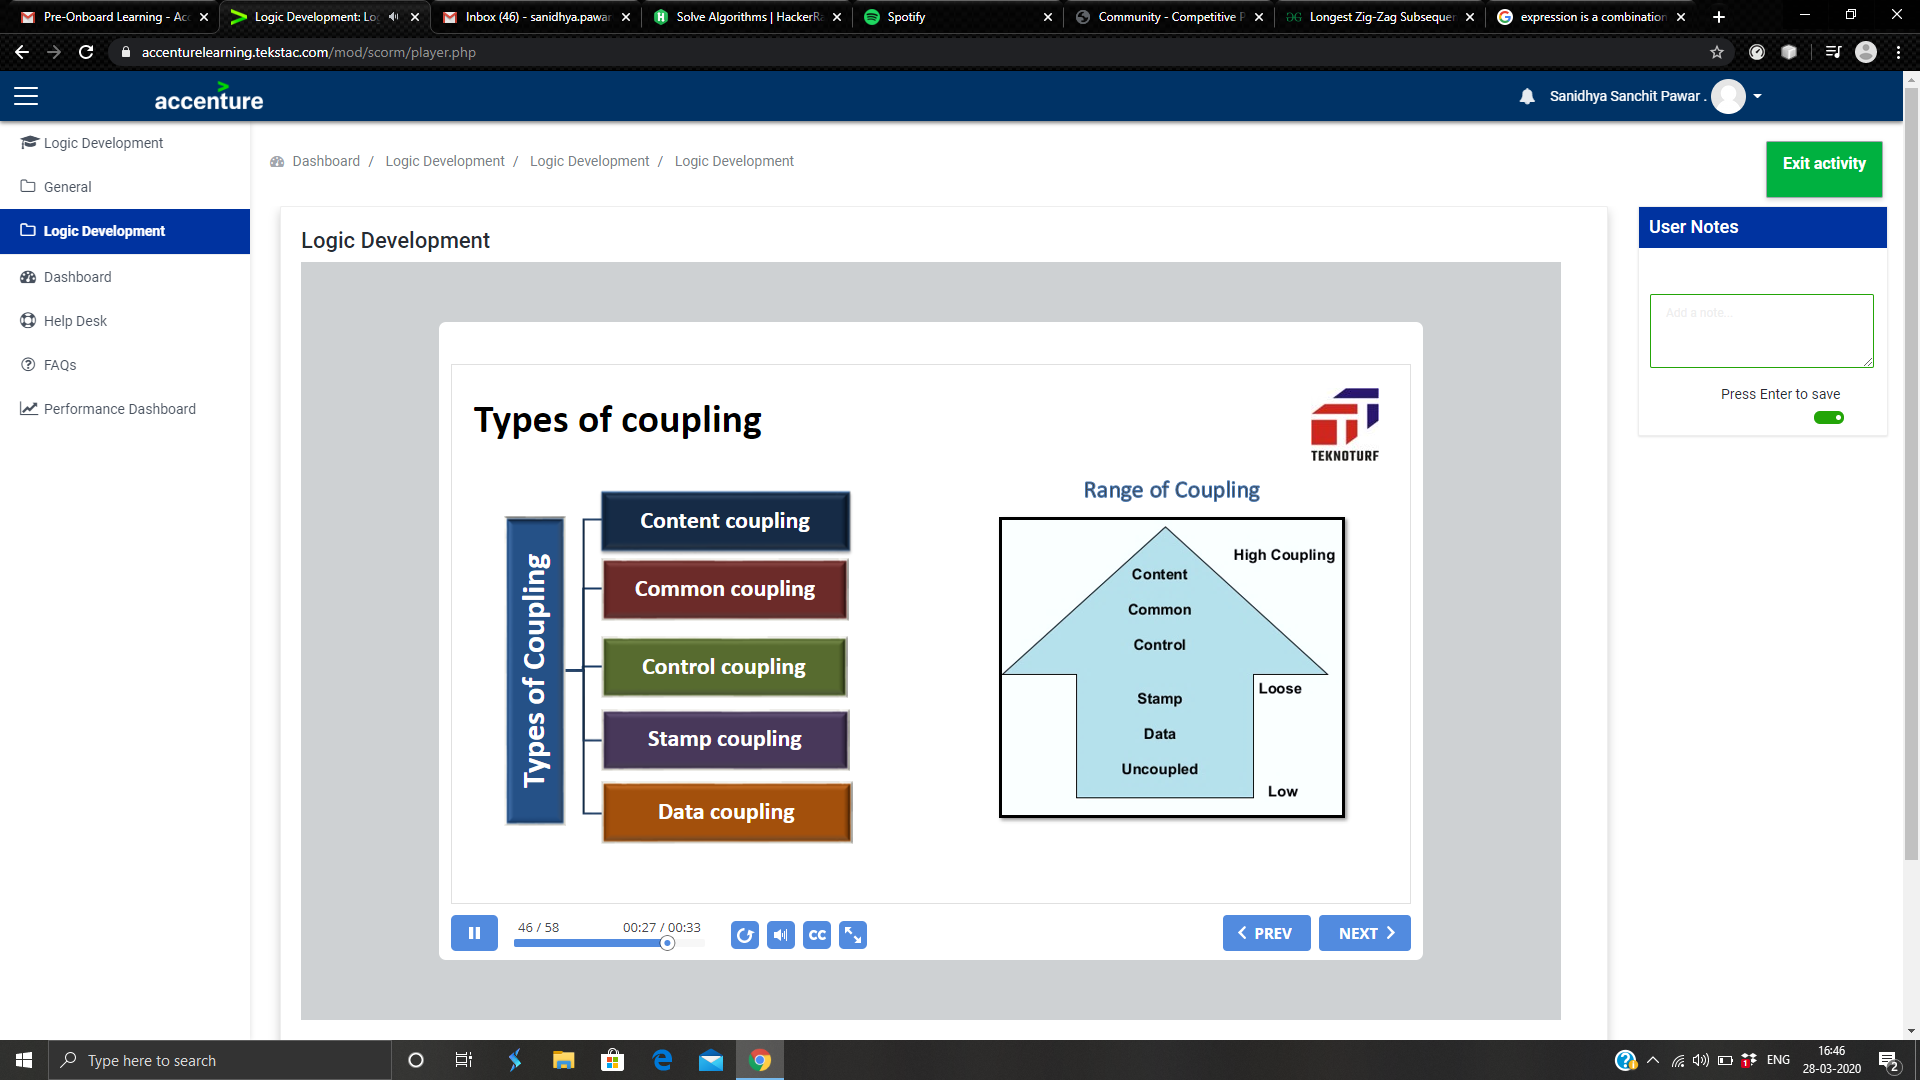 Pre-Onboard Learning - Acc
Logic Development: Lo
Inbox (46) - sanidhya.pawar
Solve Algorithms | HackerRa
Spotify
Community - Competitive P
Longest Zig-Zag Subsequen
expression is a combination
accenturelearning.tekstac.com/mod/scorm/player.php
accenture
Sanidhya Sanchit Pawar .
Logic Development
General
Logic Development
Dashboard
Help Desk
FAQs
Performance Dashboard
Dashboard / Logic Development / Logic Development / Logic Development
Exit activity
Logic Development
User Notes
Add a note...
Press Enter to save
Types of coupling
TEKNOTURF
Types of Coupling
Content coupling
Common coupling
Control coupling
Stamp coupling
Data coupling
Range of Coupling
High Coupling
Content
Common
Control
Loose
Stamp
Data
Uncoupled
Low
46 / 58
00:27 / 00:33
CC
PREV
NEXT
Type here to search
ENG
16:46
28-03-2020
2